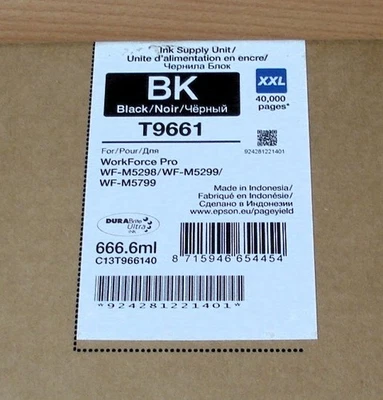 Ink Supply Unit/
Unite d'alimentation en encre/
Чернила Блок
BK
Black/Noir/Чёрный
XXL
40,000
pages*
T9661
924281221401
For/Pour/Для
WorkForce Pro
WF-M5298/WF-M5299/
WF-M5799
Made in Indonesia/
Fabriqué en Indonésie/
Сделано в Индонезии
www.epson.eu/pageyield
DURABrite
Ultra
INK
666.6ml
C13T966140
8 715946 654454
*924281221401*